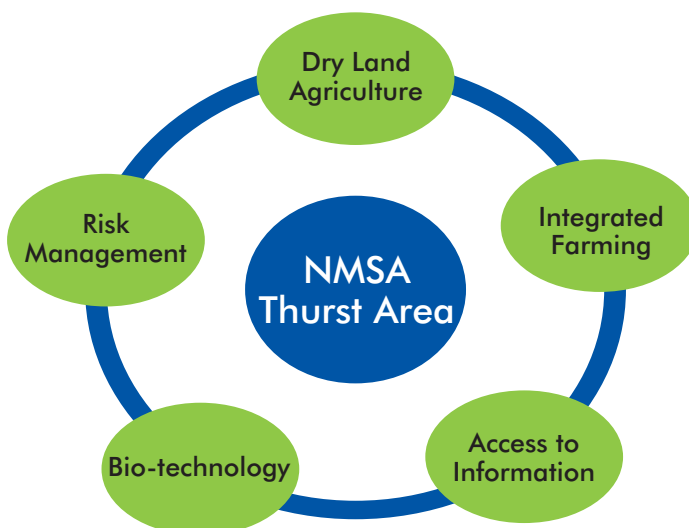 Dry Land
Agriculture
Risk
Management
Integrated
Farming
NMSA
Thurst Area
Bio-technology
Access to
Information